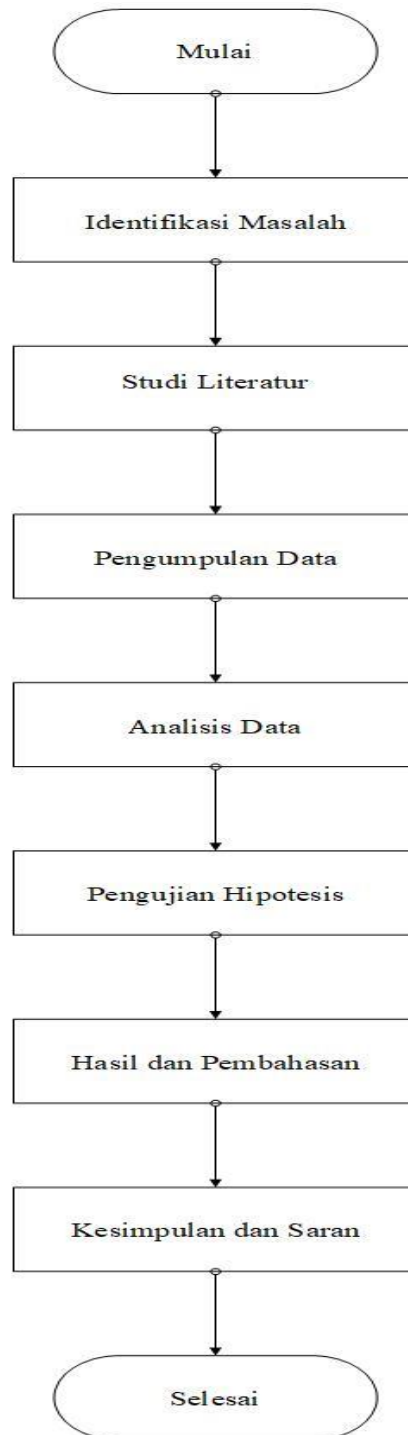 Mulai
Identifikasi Masalah
Studi Literatur
Pengumpulan Data
Analisis Data
Pengujian Hipotesis
Hasil dan Pembahasan
Kesimpulan dan Saran
Selesai